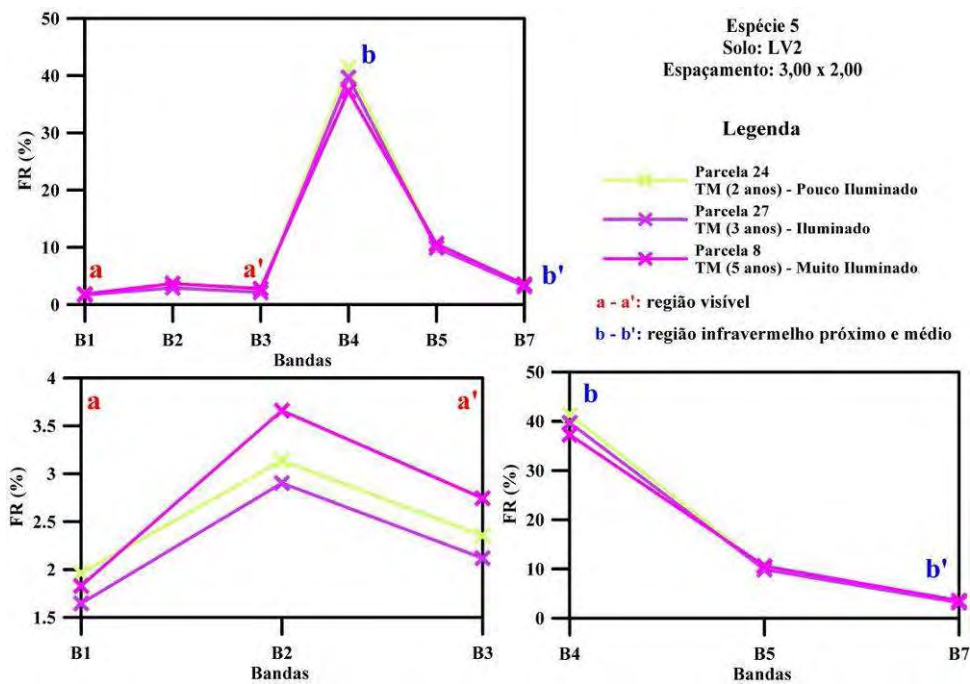 50
40
30
20
10
0
FR (%)
a
a'
b
b'
B1
B2
B3
B4
B5
B7
Bandas
Espécie 5
Solo: LV2
Espaçamento: 3,00 x 2,00
Legenda
Parcela 24
TM (2 anos) - Pouco Iluminado
Parcela 27
TM (3 anos) - Iluminado
Parcela 8
TM (5 anos) - Muito Iluminado
a - a': região visível
b - b': região infravermelho próximo e médio
4
3.5
3
2.5
2
1.5
FR (%)
a
a'
B1
B2
B3
Bandas
50
40
30
20
10
0
FR (%)
b
b'
B4
B5
B7
Bandas